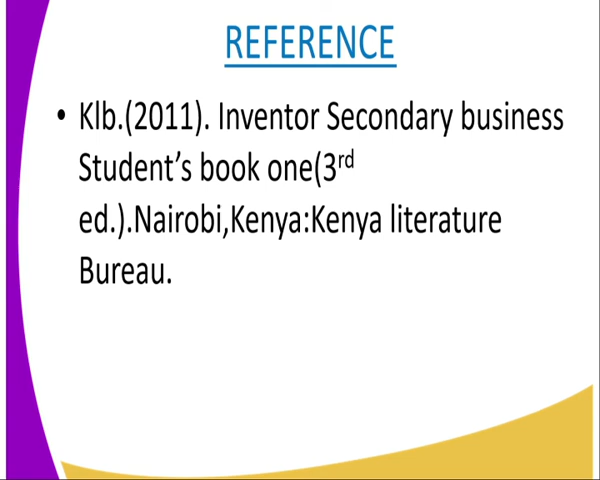 REFERENCE
• Klb.(2011). Inventor Secondary business
Student’s book one(3rd
ed.).Nairobi,Kenya:Kenya literature
Bureau.